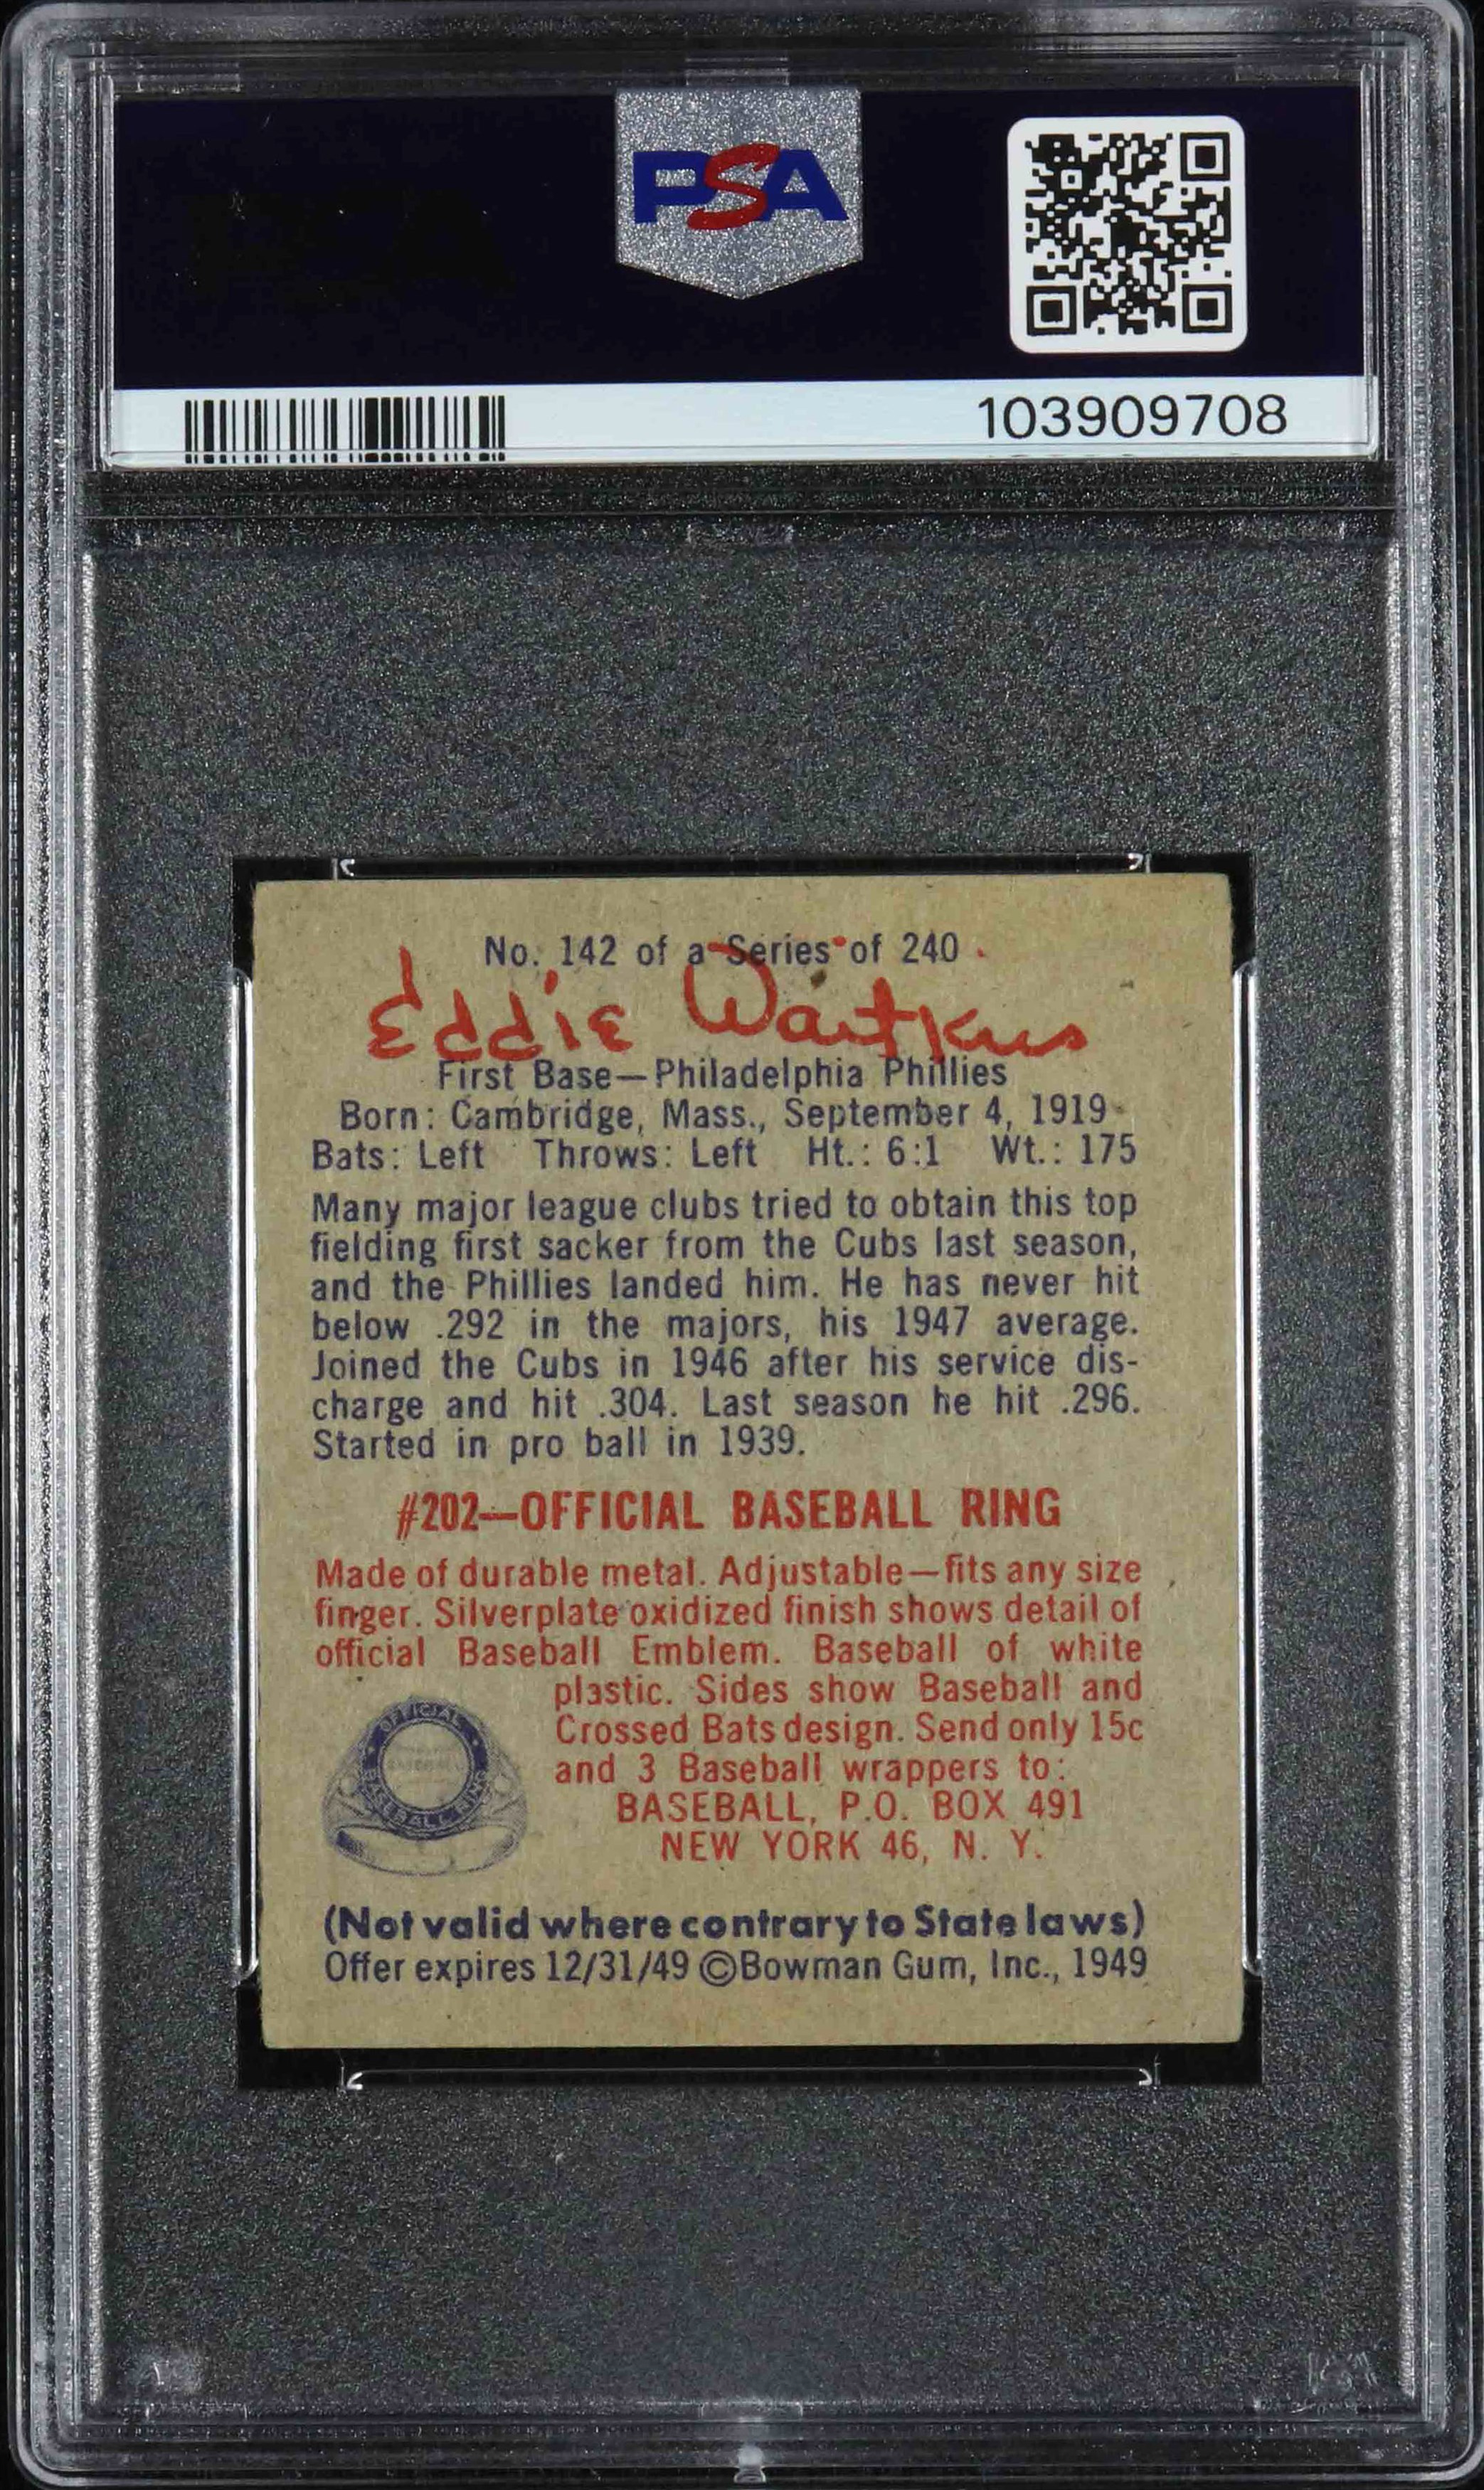 PSA
103909708
No. 142 of a Series of 240
Eddie Waitkus
First Base—Philadelphia Phillies
Born: Cambridge, Mass., September 4, 1919
Bats: Left Throws: Left Ht.: 6:1 Wt.: 175
Many major league clubs tried to obtain this top
fielding first sacker from the Cubs last season,
and the Phillies landed him. He has never hit
below .292 in the majors, his 1947 average.
Joined the Cubs in 1946 after his service dis-
charge and hit .304. Last season he hit .296.
Started in pro ball in 1939.
#202—OFFICIAL BASEBALL RING
Made of durable metal. Adjustable—fits any size
finger. Silverplate oxidized finish shows detail of
official Baseball Emblem. Baseball of white
plastic. Sides show Baseball and
Crossed Bats design. Send only 15c
and 3 Baseball wrappers to:
BASEBALL, P.O. BOX 491
NEW YORK 46, N. Y.
OFFICIAL
BASEBALL RING
(Not valid where contrary to State laws)
Offer expires 12/31/49 ©Bowman Gum, Inc., 1949